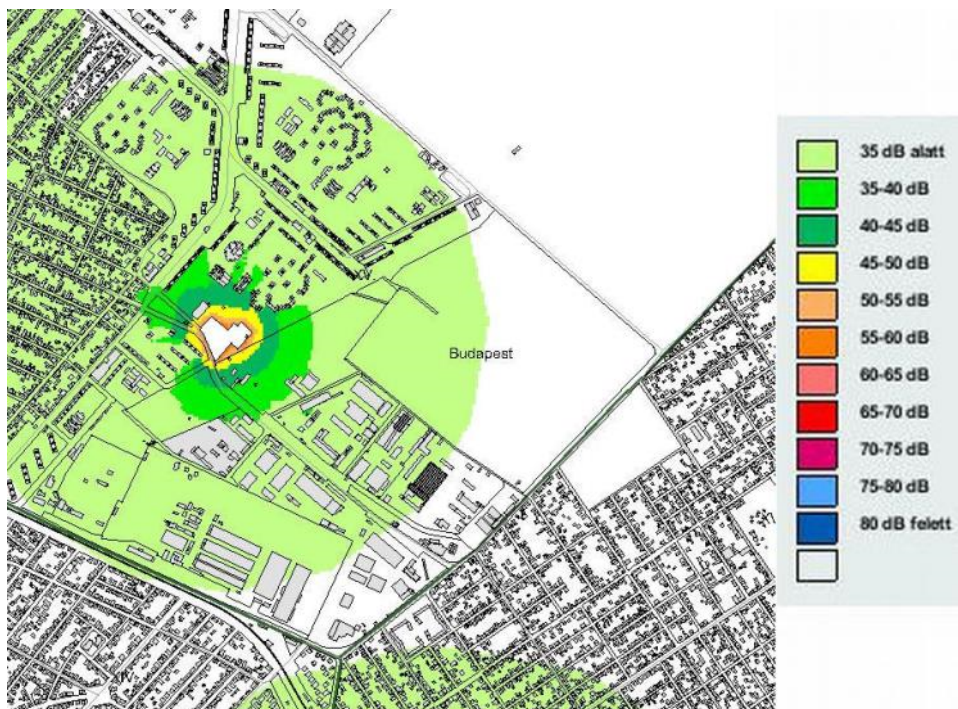 Budapest
XIV.
35 dB alatt
35-40 dB
40-45 dB
45-50 dB
50-55 dB
55-60 dB
60-65 dB
65-70 dB
70-75 dB
75-80 dB
80 dB felett